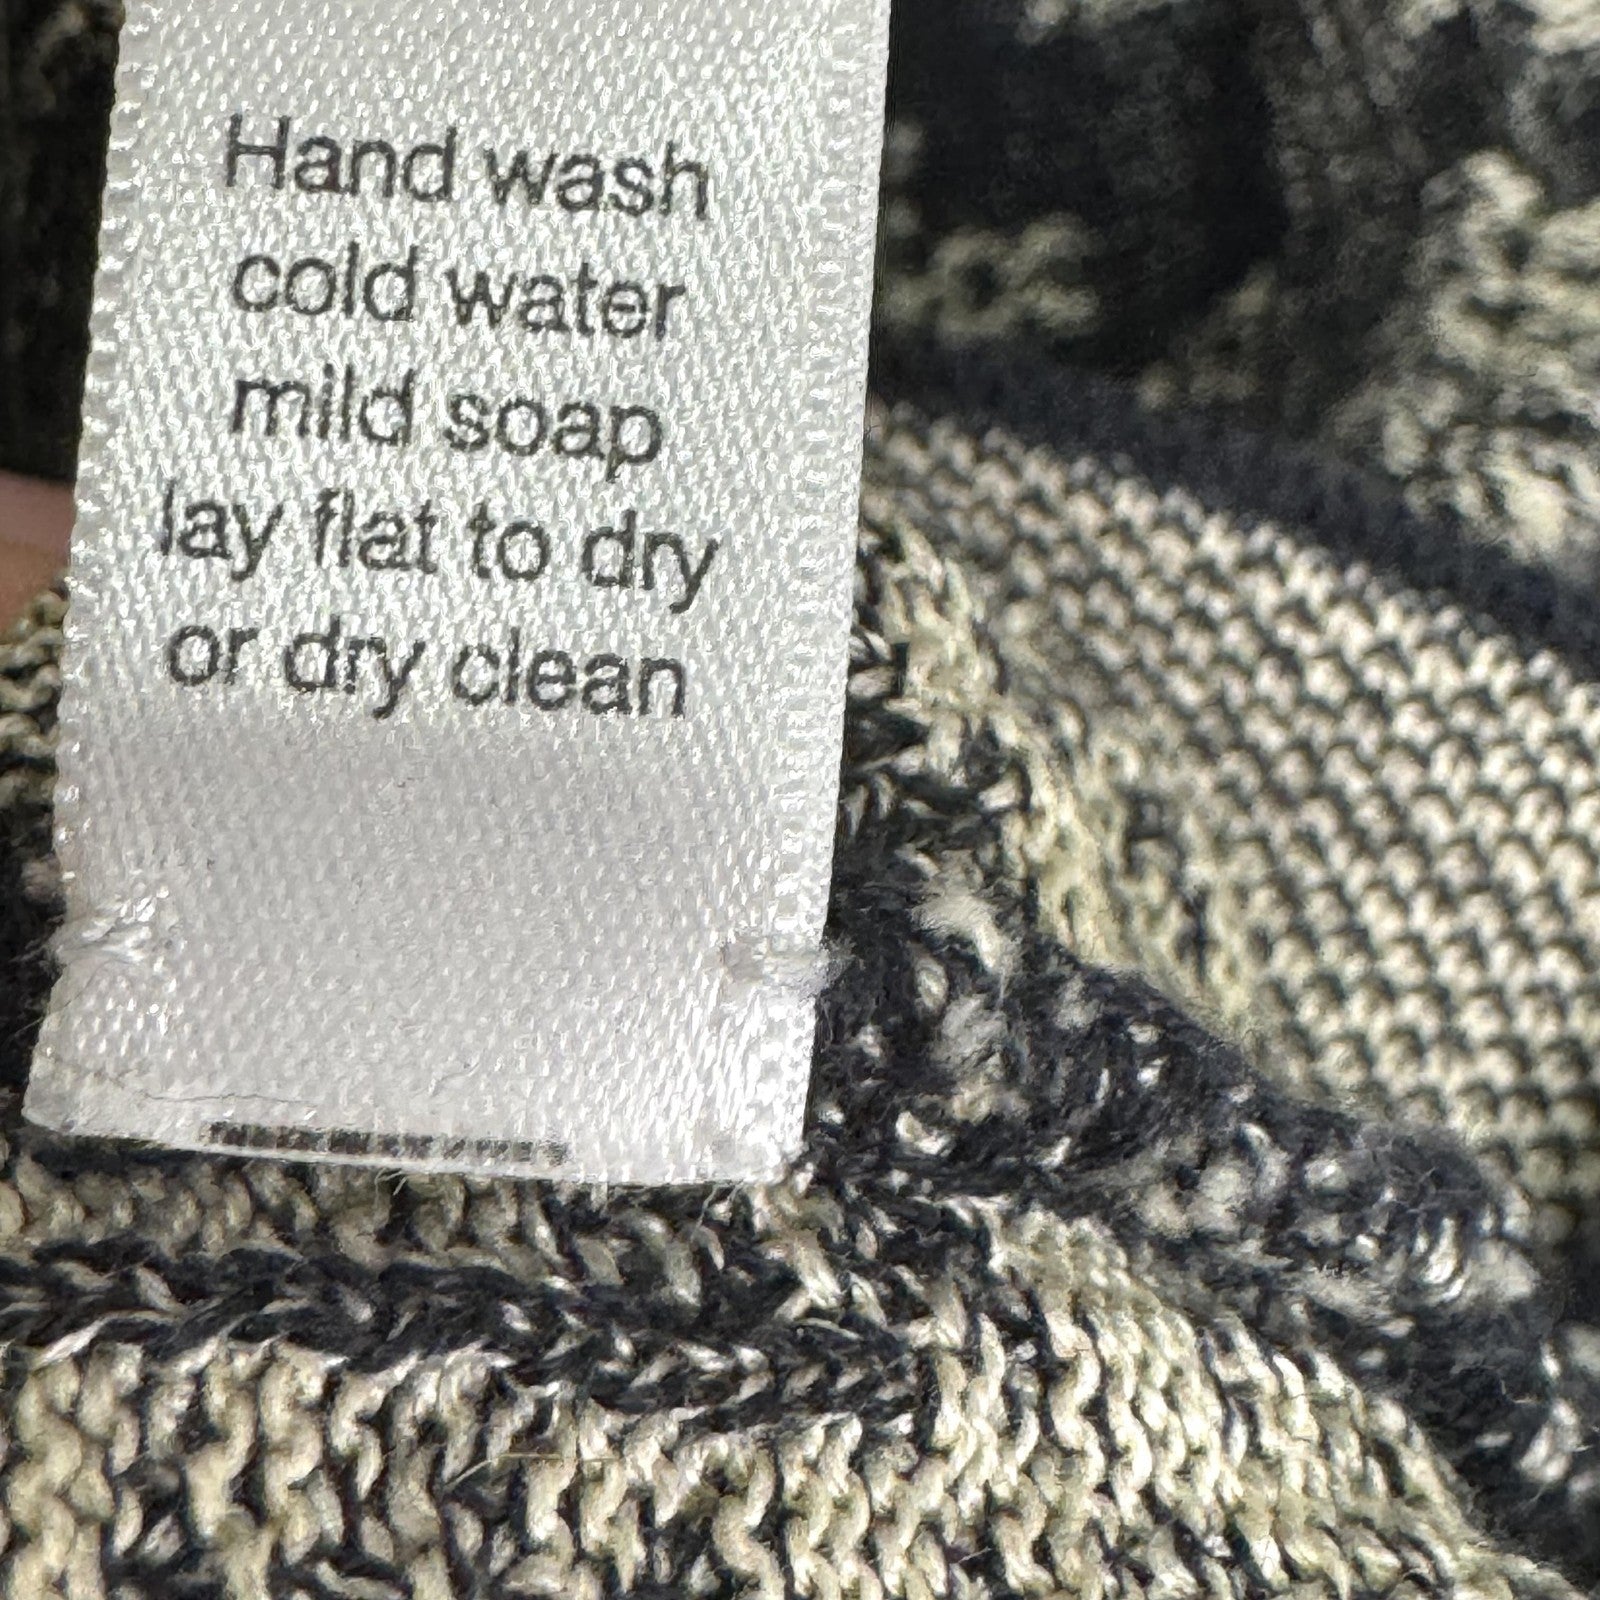 Hand wash
cold water
mild soap
lay flat to dry
or dry clean